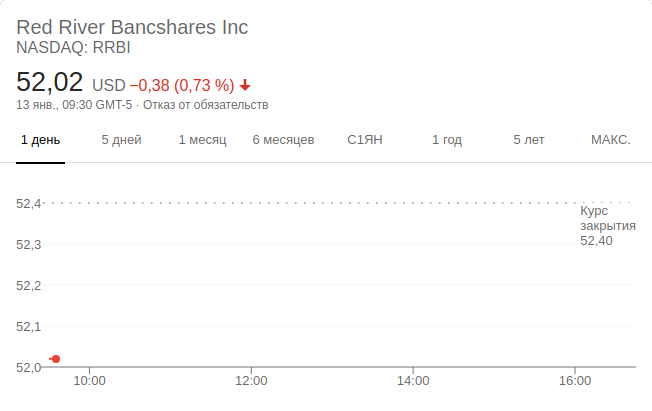 Red River Bancshares Inc
NASDAQ: RRBI
52,02 USD −0,38 (0,73 %)
13 янв., 09:30 GMT-5 · Отказ от обязательств
1 день 5 дней 1 месяц 6 месяцев С1ЯН 1 год 5 лет МАКС.
52,4
Курс
закрытия
52,40
52,3
52,2
52,1
52,0
10:00 12:00 14:00 16:00